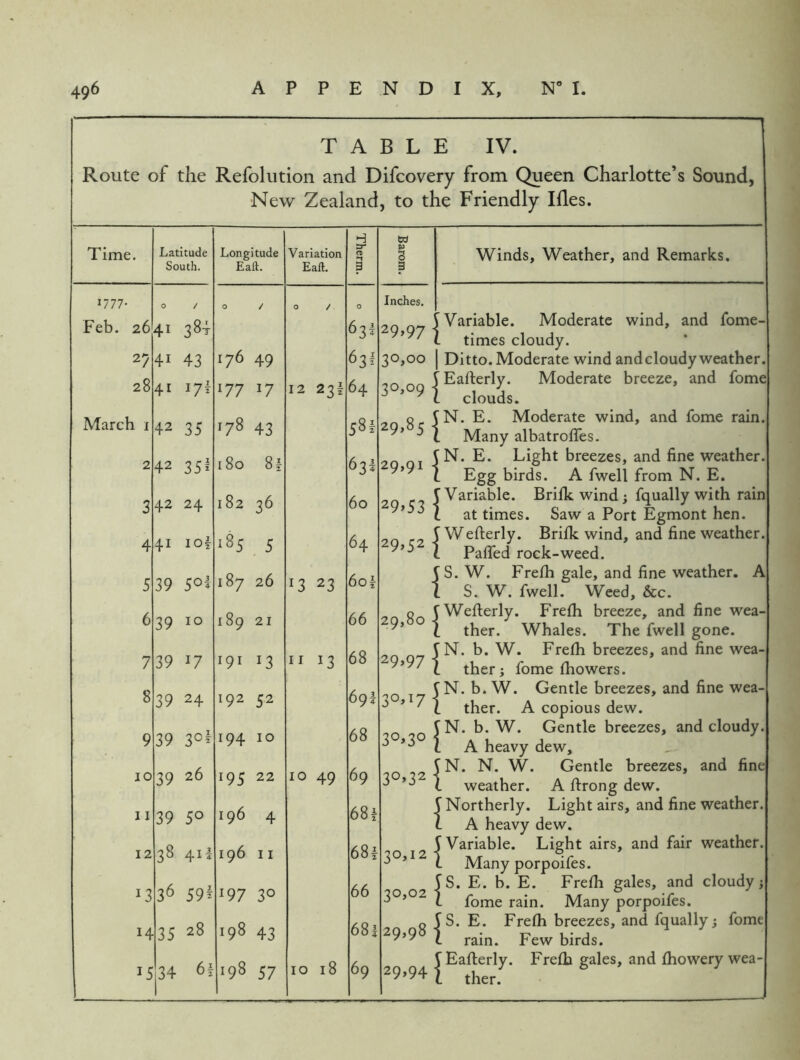 496 APPENDIX, N° I.
TABLE IV.
Route of the Reſolution and Diſcovery from Queen Charlotte's Sound,
New Zealand, to the Friendly Iſles.
Time. Latitude South. Longitude Eaſt. Variation Eaſt. Therm. Barom. Winds, Weather, and Remarks.
1777. o / o / o / o Inches.
Feb. 26 41 38½ 63½ 29,97 { Variable. Moderate wind, and ſome-
times cloudy.
27 41 43 176 49 63½ 30,00 | Ditto. Moderate wind and cloudy weather.
28 41 17½ 177 17 12 23½ 64 30,09 { Eaſterly. Moderate breeze, and ſome
clouds.
March 1 42 35 178 43 58½ 29,85 { N. E. Moderate wind, and ſome rain.
Many albatroſſes.
2 42 35½ 180 8½ 63½ 29,91 { N. E. Light breezes, and fine weather.
Egg birds. A ſwell from N. E.
3 42 24 182 36 60 29,53 { Variable. Briſk wind; ſqually with rain
at times. Saw a Port Egmont hen.
4 41 10½ 185 5 64 29,52 { Weſterly. Briſk wind, and fine weather.
Paſſed rock-weed.
5 39 50½ 187 26 13 23 60½ { S. W. Freſh gale, and fine weather. A
S. W. ſwell. Weed, &c.
6 39 10 189 21 66 29,80 { Weſterly. Freſh breeze, and fine wea-
ther. Whales. The ſwell gone.
7 39 17 191 13 11 13 68 29,97 { N. b. W. Freſh breezes, and fine wea-
ther; ſome ſhowers.
8 39 24 192 52 69½ 30,17 { N. b. W. Gentle breezes, and fine wea-
ther. A copious dew.
9 39 30½ 194 10 68 30,30 { N. b. W. Gentle breezes, and cloudy.
A heavy dew,
10 39 26 195 22 10 49 69 30,32 { N. N. W. Gentle breezes, and fine
weather. A ſtrong dew.
11 39 50 196 4 68½ { Northerly. Light airs, and fine weather.
A heavy dew.
12 38 41½ 196 11 68½ 30,12 { Variable. Light airs, and fair weather.
Many porpoiſes.
13 36 59½ 197 30 66 30,02 { S. E. b. E. Freſh gales, and cloudy;
ſome rain. Many porpoiſes.
14 35 28 198 43 68½ 29,98 { S. E. Freſh breezes, and ſqually; ſome
rain. Few birds.
15 34 6½ 198 57 10 18 69 29,94 { Eaſterly. Freſh gales, and ſhowery wea-
ther.